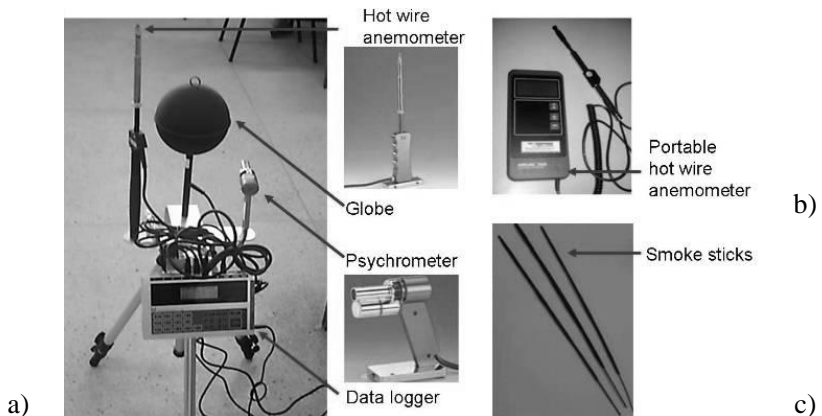 Hot wire
anemometer
Globe
Psychrometer
Data logger
a)
Portable
hot wire
anemometer
b)
Smoke sticks
c)